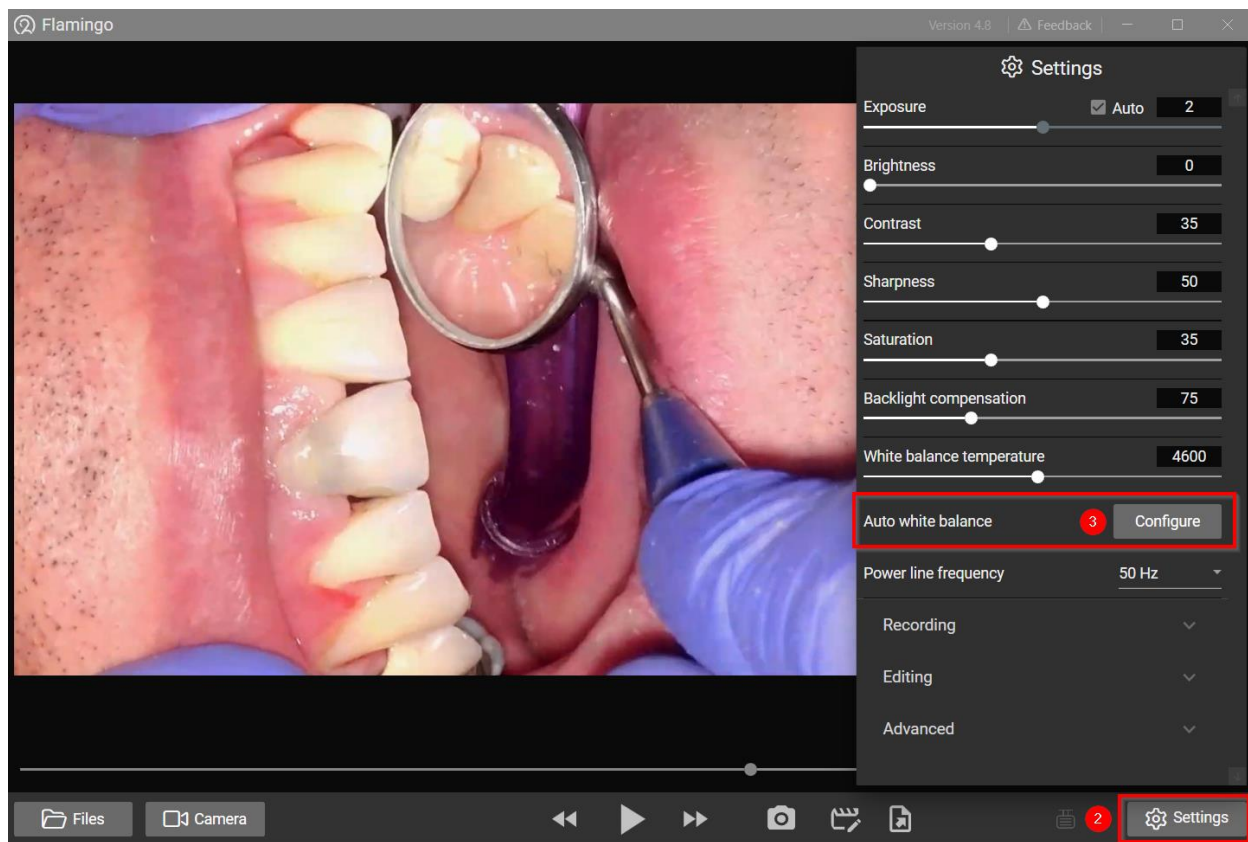 Flamingo
Version 4.8 Feedback
Settings
Exposure Auto 2
Brightness 0
Contrast 35
Sharpness 50
Saturation 35
Backlight compensation 75
White balance temperature 4600
Auto white balance 3 Configure
Power line frequency 50 Hz
Recording
Editing
Advanced
Files Camera 2 Settings